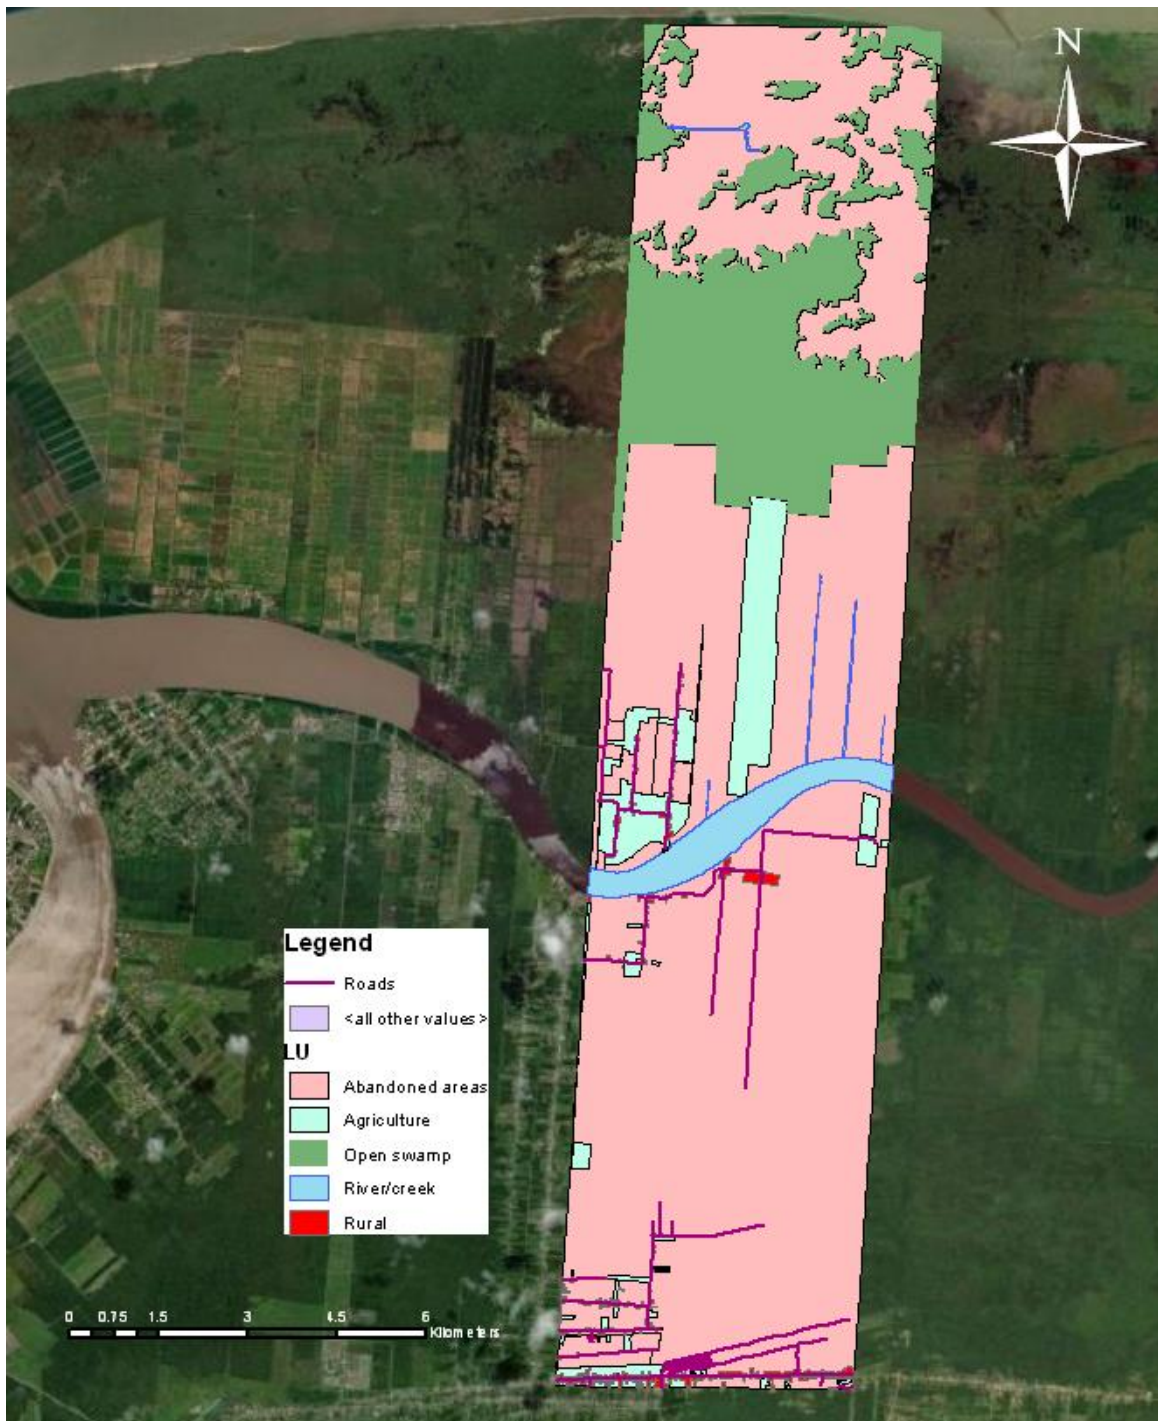 N
Legend
Roads
<all other values>
LU
Abandoned areas
Agriculture
Open swamp
River/creek
Rural
0 0.75 1.5 3 4.5 6
Kilometers